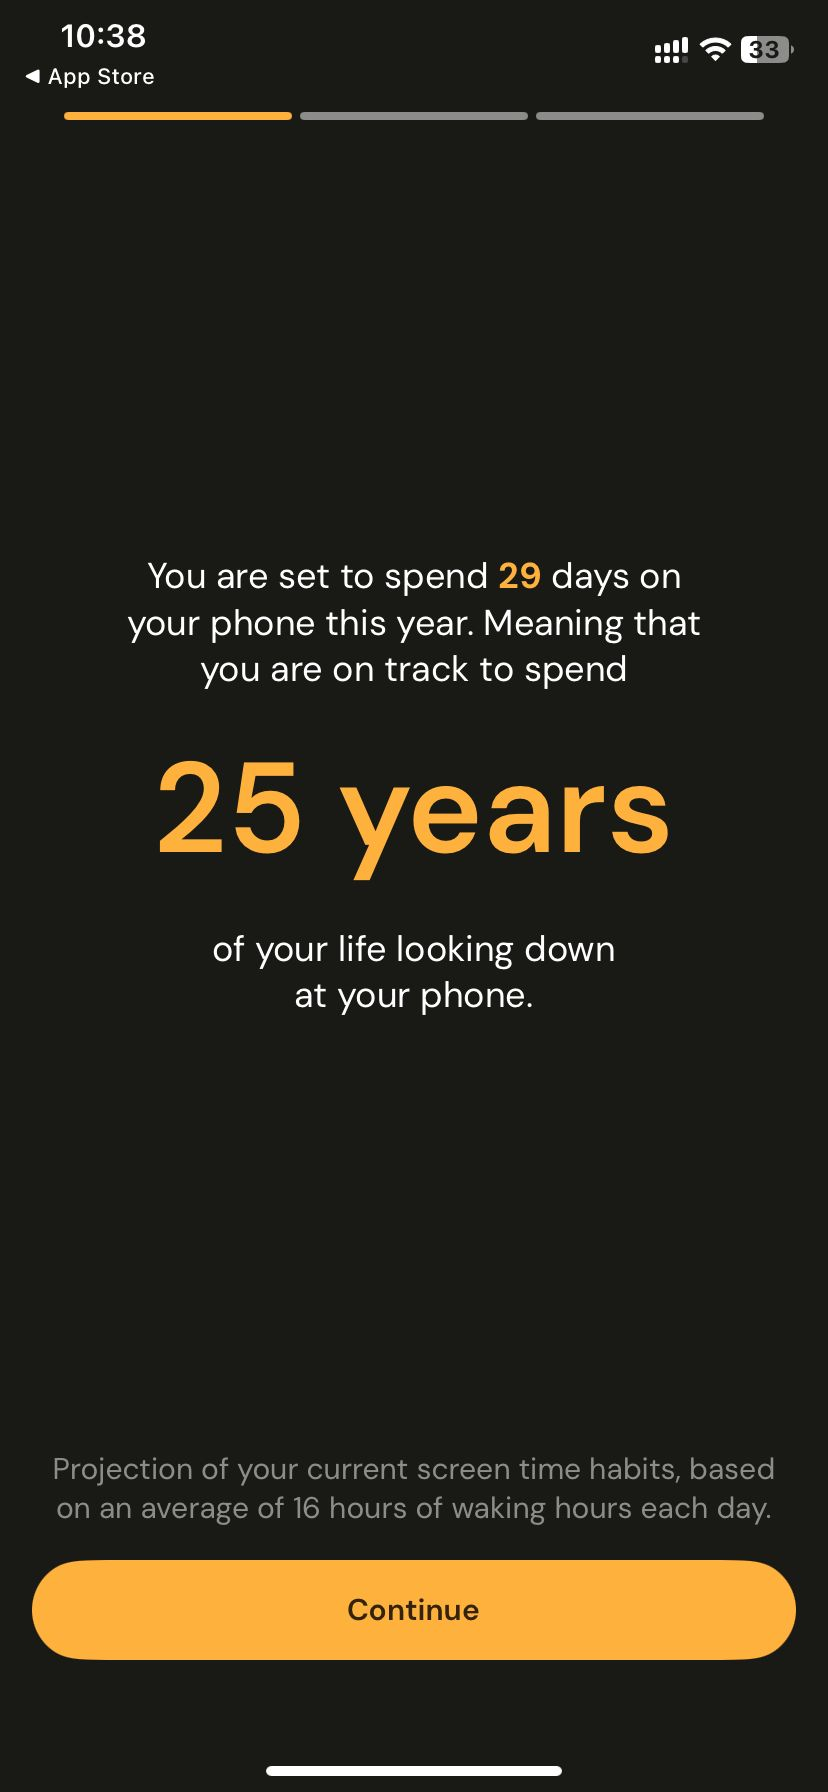 10:38
33
◀ App Store
You are set to spend 29 days on
your phone this year. Meaning that
you are on track to spend
25 years
of your life looking down
at your phone.
Projection of your current screen time habits, based
on an average of 16 hours of waking hours each day.
Continue